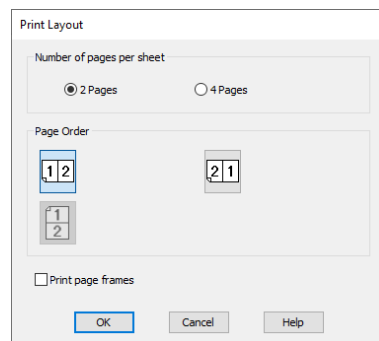 Print Layout
Number of pages per sheet
2 Pages
4 Pages
Page Order
1 2
2 1
1
2
Print page frames
OK
Cancel
Help